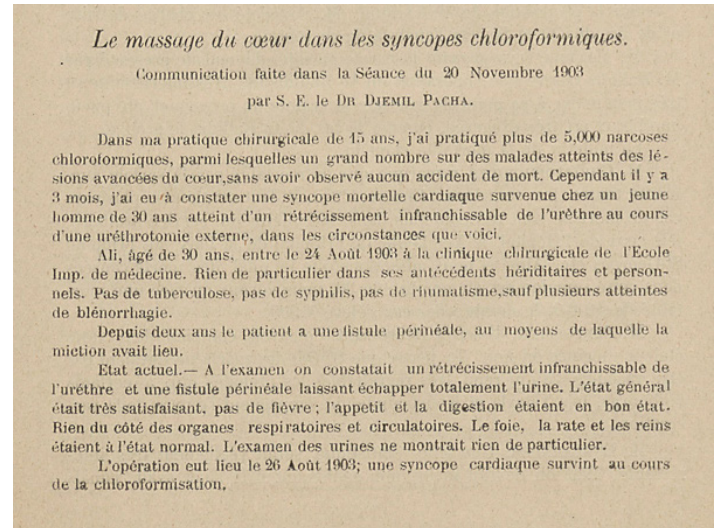 Le massage du cœur dans les syncopes chloroformiques.
Communication faite dans la Séance du 20 Novembre 1903
par S. E. le DR DJEMIL PACHA.
Dans ma pratique chirurgicale de 15 ans, j'ai pratiqué plus de 5,000 narcoses
chloroformiques, parmi lesquelles un grand nombre sur des malades atteints des lé-
sions avancées du cœur,sans avoir observé aucun accident de mort. Cependant il y a
3 mois, j'ai eu à constater une syncope mortelle cardiaque survenue chez un jeune
homme de 30 ans atteint d'un rétrécissement infranchissable de l'urèthre au cours
d'une uréthrotomie externe, dans les circonstances que voici.
Ali, âgé de 30 ans, entre le 24 Août 1903 à la clinique chirurgicale de l'Ecole
Imp. de médecine. Rien de particulier dans ses antécédents hériditaires et person-
nels. Pas de tuberculose, pas de syphilis, pas de rhumatisme,sauf plusieurs atteintes
de blénorrhagie.
Depuis deux ans le patient a une fistule périnéale, au moyens de laquelle la
miction avait lieu.
Etat actuel.— A l'examen on constatait un rétrécissement infranchissable de
l'uréthre et une fistule périnéale laissant échapper totalement l'urine. L'état général
était très satisfaisant. pas de fièvre ; l'appetit et la digestion étaient en bon état.
Rien du côté des organes respiratoires et circulatoires. Le foie, la rate et les reins
étaient à l'état normal. L'examen des urines ne montrait rien de particulier.
L'opération eut lieu le 26 Août 1903; une syncope cardiaque survint au cours
de la chloroformisation.